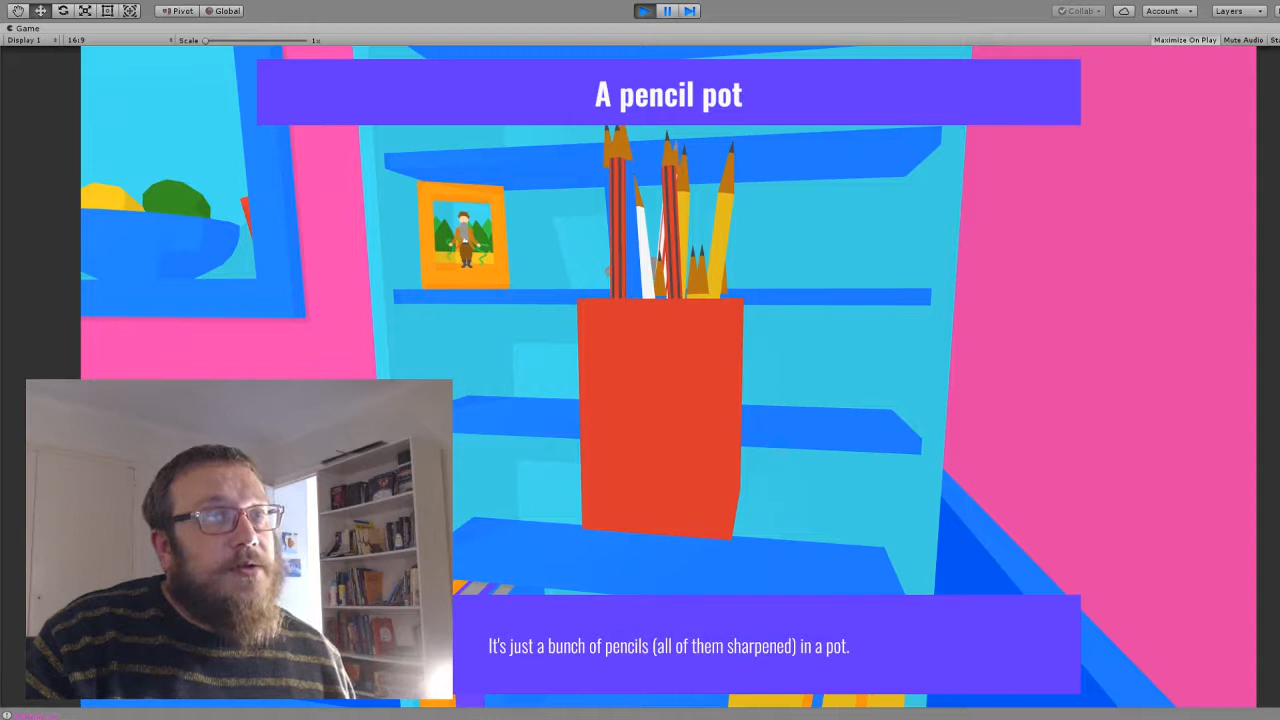 Pivot Global Collab Account Layers
Game
Display 1 16:9 Scale 1x Maximize On Play Mute Audio
A pencil pot
It's just a bunch of pencils (all of them sharpened) in a pot.